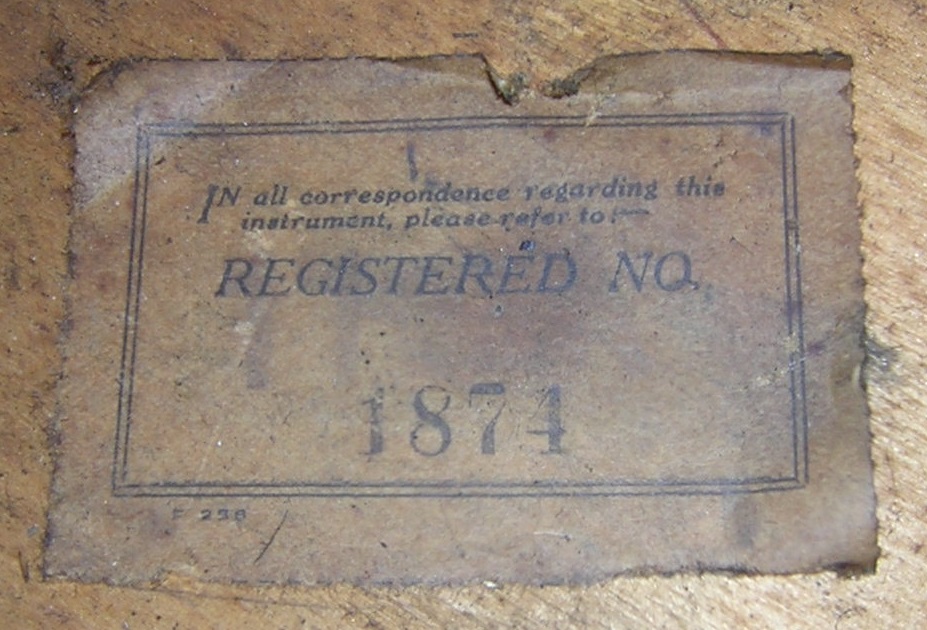 IN all correspondence regarding this
instrument, please refer to:—
REGISTERED NO.
1874
F 238